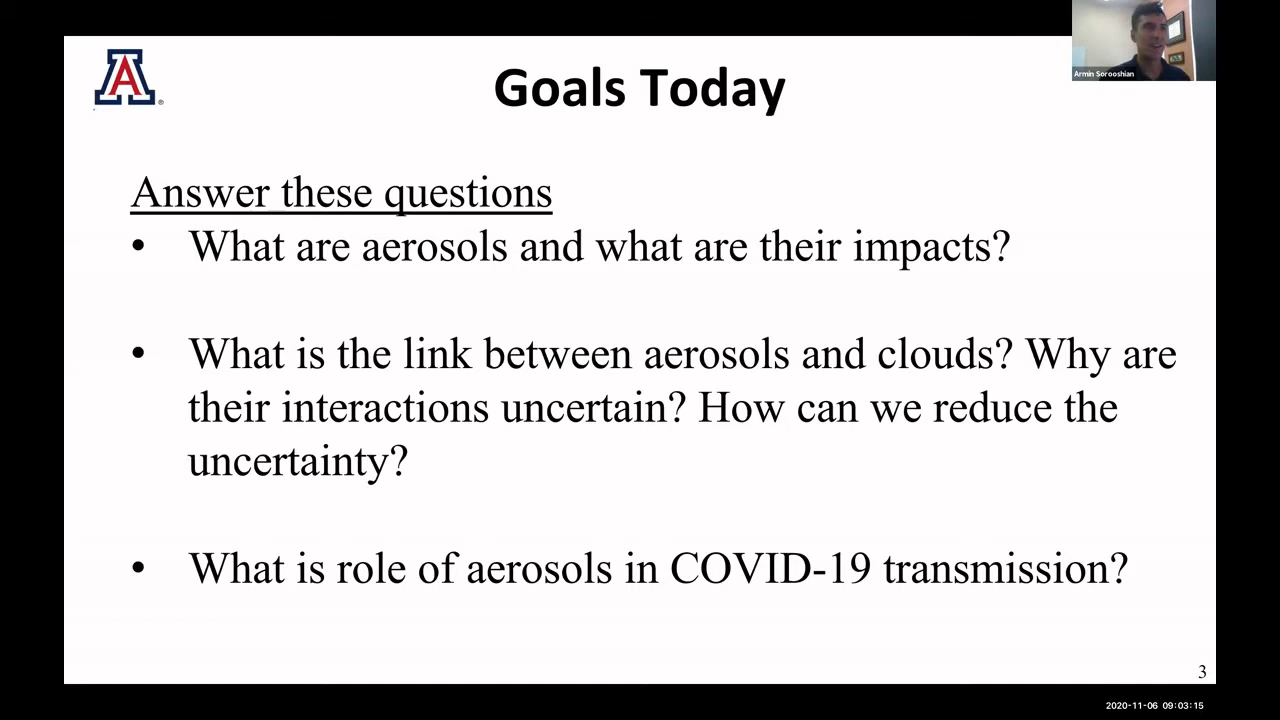 Armin Sorooshian
A
Goals Today
Answer these questions
• What are aerosols and what are their impacts?
• What is the link between aerosols and clouds? Why are
their interactions uncertain? How can we reduce the
uncertainty?
• What is role of aerosols in COVID-19 transmission?
3
2020-11-06 09:03:15